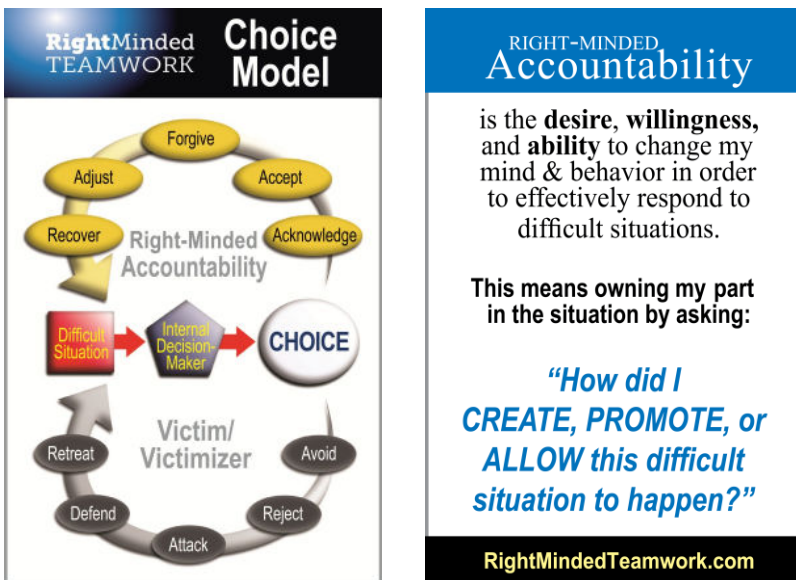 RightMinded
TEAMWORK
Choice
Model
Forgive
Adjust
Accept
Recover
Acknowledge
Right-Minded
Accountability
Difficult
Situation
Internal
Decision-
Maker
CHOICE
Victim/
Victimizer
Retreat
Avoid
Defend
Reject
Attack
RIGHT-MINDED
Accountability
is the desire, willingness,
and ability to change my
mind & behavior in order
to effectively respond to
difficult situations.
This means owning my part
in the situation by asking:
“How did I
CREATE, PROMOTE, or
ALLOW this difficult
situation to happen?”
RightMindedTeamwork.com